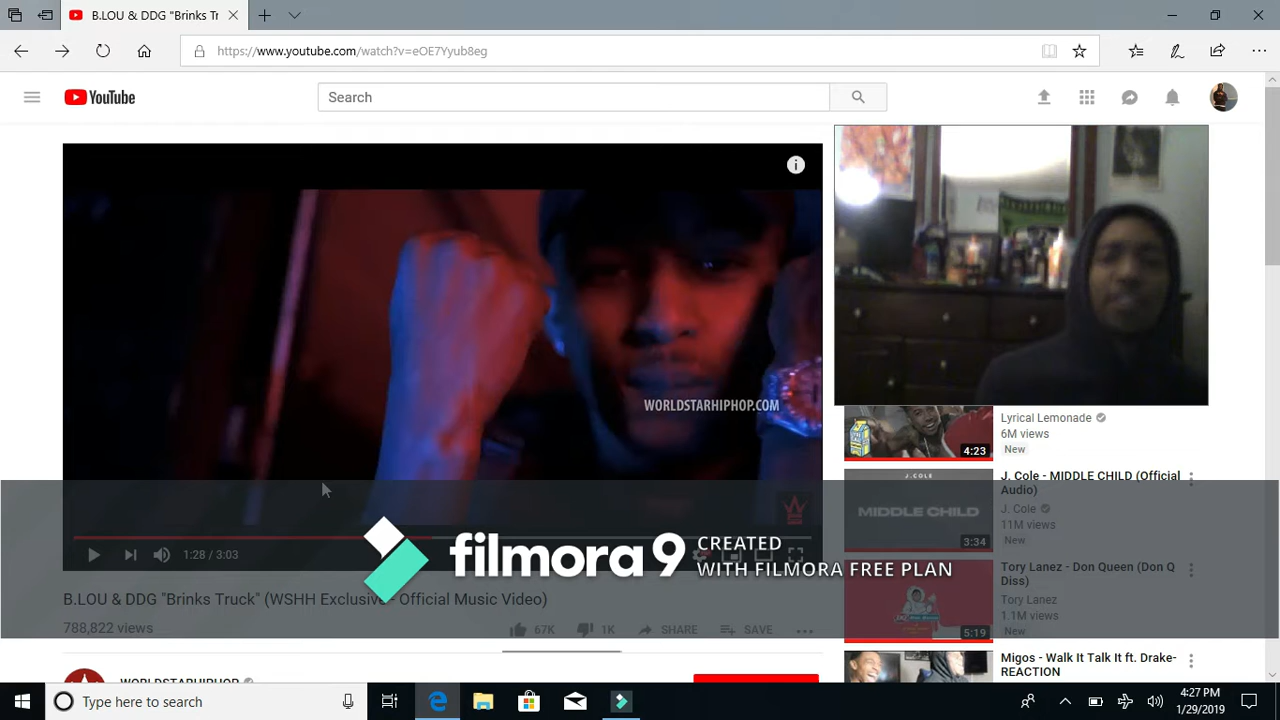 B.LOU & DDG "Brinks Tr
https://www.youtube.com/watch?v=eOE7Yyub8eg
YouTube
Search
WORLDSTARHIPHOP.COM
1:28 / 3:03
B.LOU & DDG "Brinks Truck" (WSHH Exclusive - Official Music Video)
788,822 views
67K
1K
SHARE
SAVE
WORLDSTARHIPHOP
filmora9
CREATED
WITH FILMORA FREE PLAN
Lyrical Lemonade
6M views
New
4:23
J. COLE
MIDDLE CHILD
3:34
J. Cole - MIDDLE CHILD (Official
Audio)
J. Cole
11M views
New
5:19
Tory Lanez - Don Queen (Don Q
Diss)
Tory Lanez
1.1M views
New
Migos - Walk It Talk It ft. Drake-
REACTION
Type here to search
4:27 PM
1/29/2019